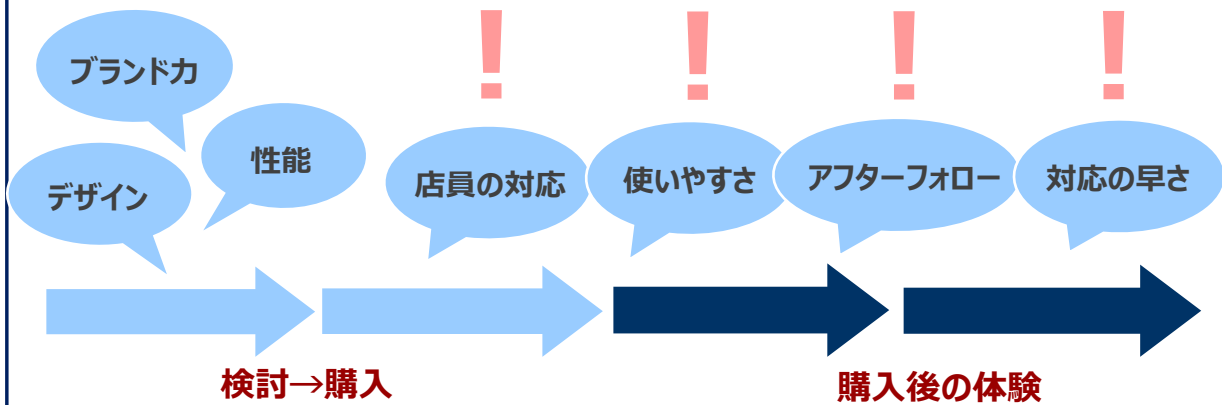 !
!
!
!
ブランド力
性能
デザイン
店員の対応
使いやすさ
アフターフォロー
対応の早さ
検討→購入
購入後の体験